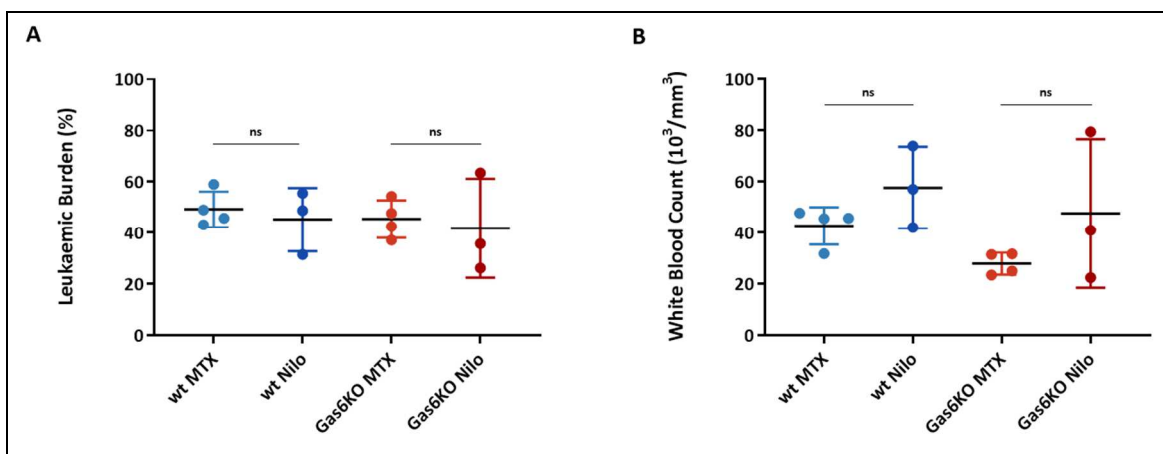 A
Leukaemic Burden (%)
100
80
60
40
20
0
ns
ns
wt MTX
wt Nilo
Gas6KO MTX
Gas6KO Nilo
B
White Blood Count (10³/mm³)
100
80
60
40
20
0
ns
ns
wt MTX
wt Nilo
Gas6KO MTX
Gas6KO Nilo